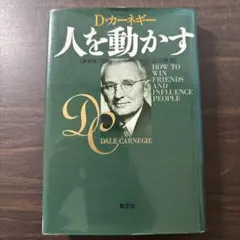 D・カーネギー
人を動かす
HOW TO
WIN
FRIENDS
AND
INFLUENCE
PEOPLE
DC
DALE CARNEGIE
創元社